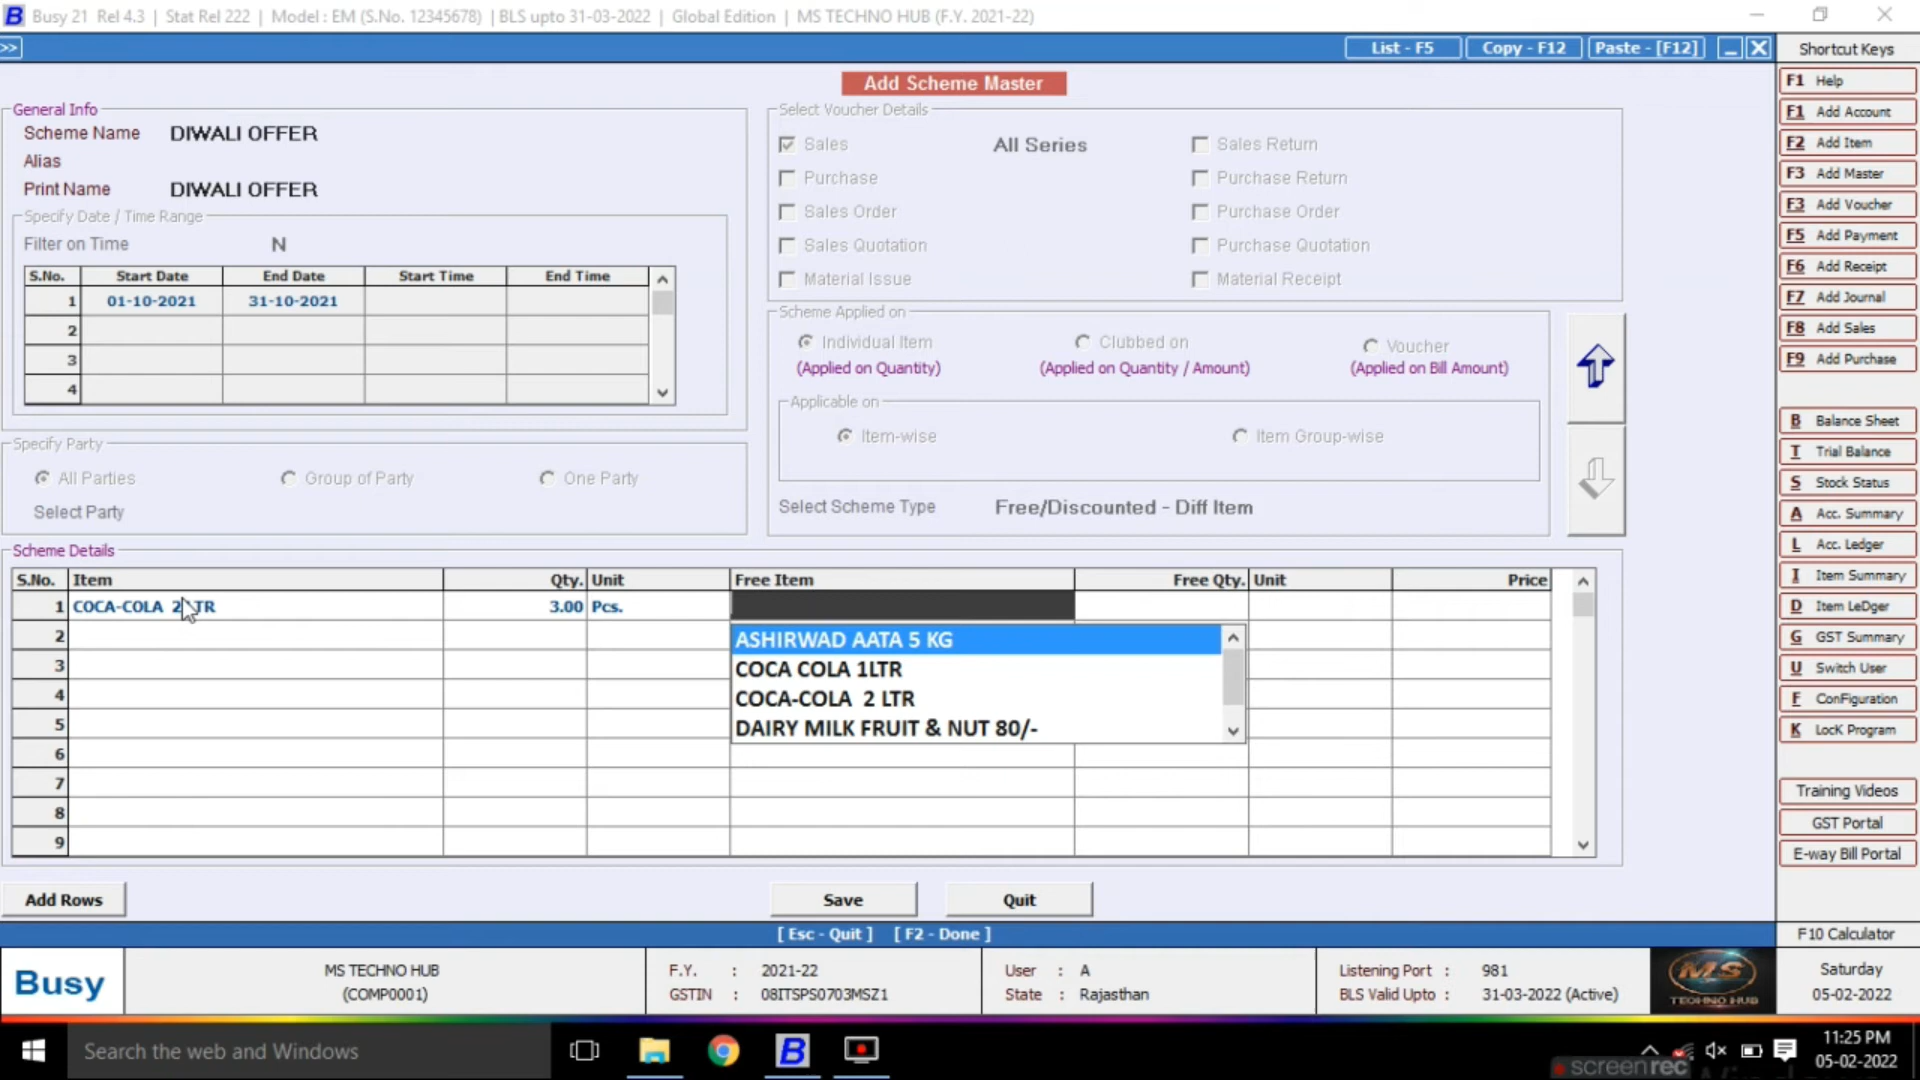 Busy 21 Rel 4.3 | Stat Rel 222 | Model : EM (S.No. 12345678) | BLS upto 31-03-2022 | Global Edition | MS TECHNO HUB (F.Y. 2021-22)
>> List - F5 Copy - F12 Paste - [F12] Shortcut Keys
Add Scheme Master
General Info
Scheme Name DIWALI OFFER
Alias
Print Name DIWALI OFFER
Specify Date / Time Range
Filter on Time N
S.No. Start Date End Date Start Time End Time
1 01-10-2021 31-10-2021
2
3
4
Specify Party
All Parties Group of Party One Party
Select Party
Select Voucher Details
Sales All Series Sales Return
Purchase Purchase Return
Sales Order Purchase Order
Sales Quotation Purchase Quotation
Material Issue Material Receipt
Scheme Applied on
Individual Item Clubbed on Voucher
(Applied on Quantity) (Applied on Quantity / Amount) (Applied on Bill Amount)
Applicable on
Item-wise Item Group-wise
Select Scheme Type Free/Discounted - Diff Item
Scheme Details
S.No. Item Qty. Unit Free Item Free Qty. Unit Price
1 COCA-COLA 2 LTR 3.00 Pcs.
2
3
4
5
6
7
8
9
ASHIRWAD AATA 5 KG
COCA COLA 1LTR
COCA-COLA 2 LTR
DAIRY MILK FRUIT & NUT 80/-
Add Rows Save Quit
[ Esc - Quit ] [ F2 - Done ]
F1 Help
F1 Add Account
F2 Add Item
F3 Add Master
F3 Add Voucher
F5 Add Payment
F6 Add Receipt
F7 Add Journal
F8 Add Sales
F9 Add Purchase
B Balance Sheet
T Trial Balance
S Stock Status
A Acc. Summary
L Acc. Ledger
I Item Summary
D Item LeDger
G GST Summary
U Switch User
F ConFiguration
K LocK Program
Training Videos
GST Portal
E-way Bill Portal
F10 Calculator
Busy
MS TECHNO HUB
(COMP0001)
F.Y. : 2021-22
GSTIN : 08ITSPS0703MSZ1
User : A
State : Rajasthan
Listening Port : 981
BLS Valid Upto : 31-03-2022 (Active)
MS
TECHNO HUB
Saturday
05-02-2022
Search the web and Windows
11:25 PM
05-02-2022
screenrec